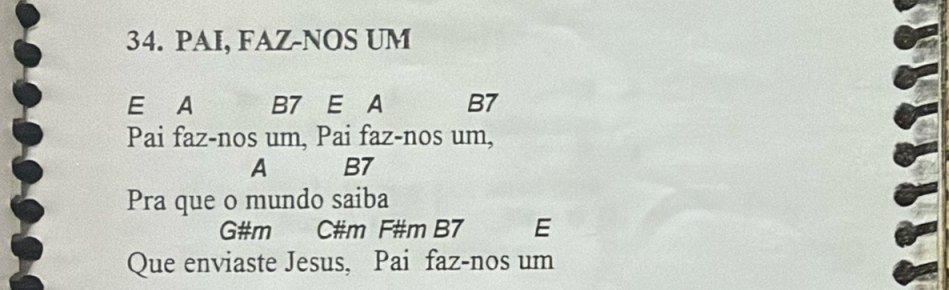 34. PAI, FAZ-NOS UM
E A B7 E A B7
Pai faz-nos um, Pai faz-nos um,
A B7
Pra que o mundo saiba
G#m C#m F#m B7 E
Que enviaste Jesus, Pai faz-nos um